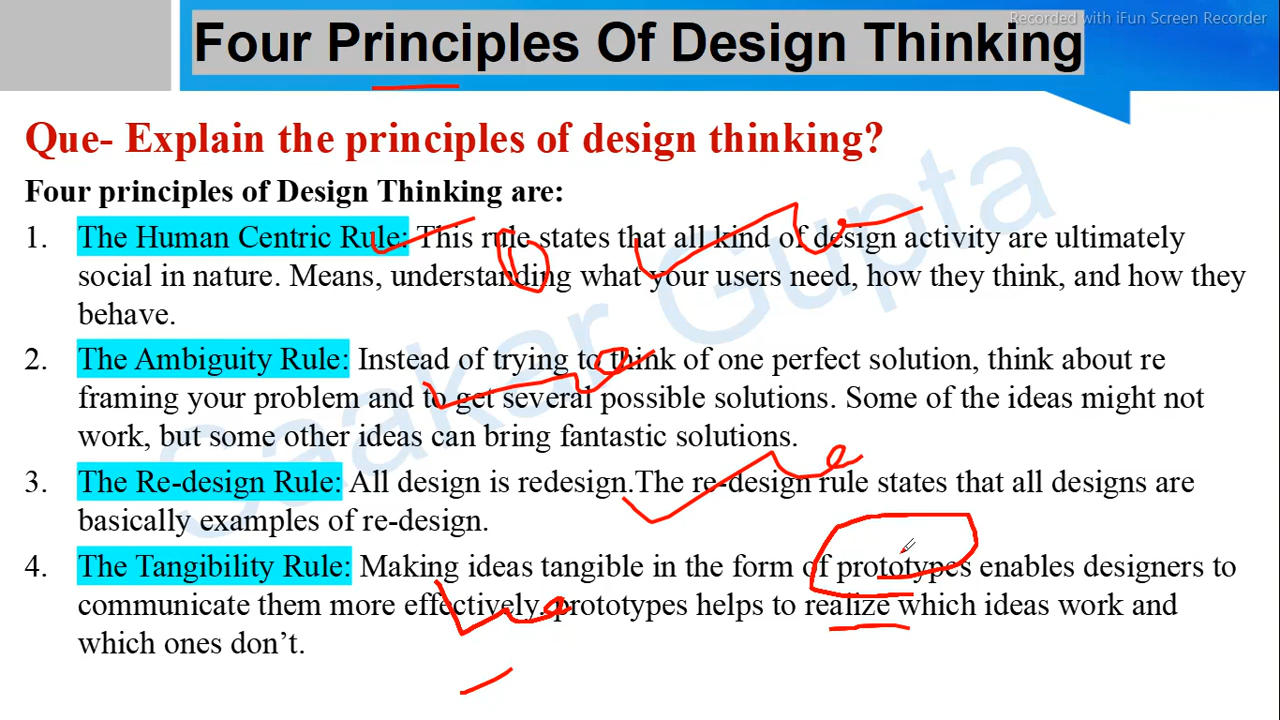 Recorded with iFun Screen Recorder
Four Principles Of Design Thinking
Que- Explain the principles of design thinking?
Four principles of Design Thinking are:
1. The Human Centric Rule: This rule states that all kind of design activity are ultimately
social in nature. Means, understanding what your users need, how they think, and how they
behave.
2. The Ambiguity Rule: Instead of trying to think of one perfect solution, think about re
framing your problem and to get several possible solutions. Some of the ideas might not
work, but some other ideas can bring fantastic solutions.
3. The Re-design Rule: All design is redesign.The re-design rule states that all designs are
basically examples of re-design.
4. The Tangibility Rule: Making ideas tangible in the form of prototypes enables designers to
communicate them more effectively. prototypes helps to realize which ideas work and
which ones don’t.
Saakar Gupta